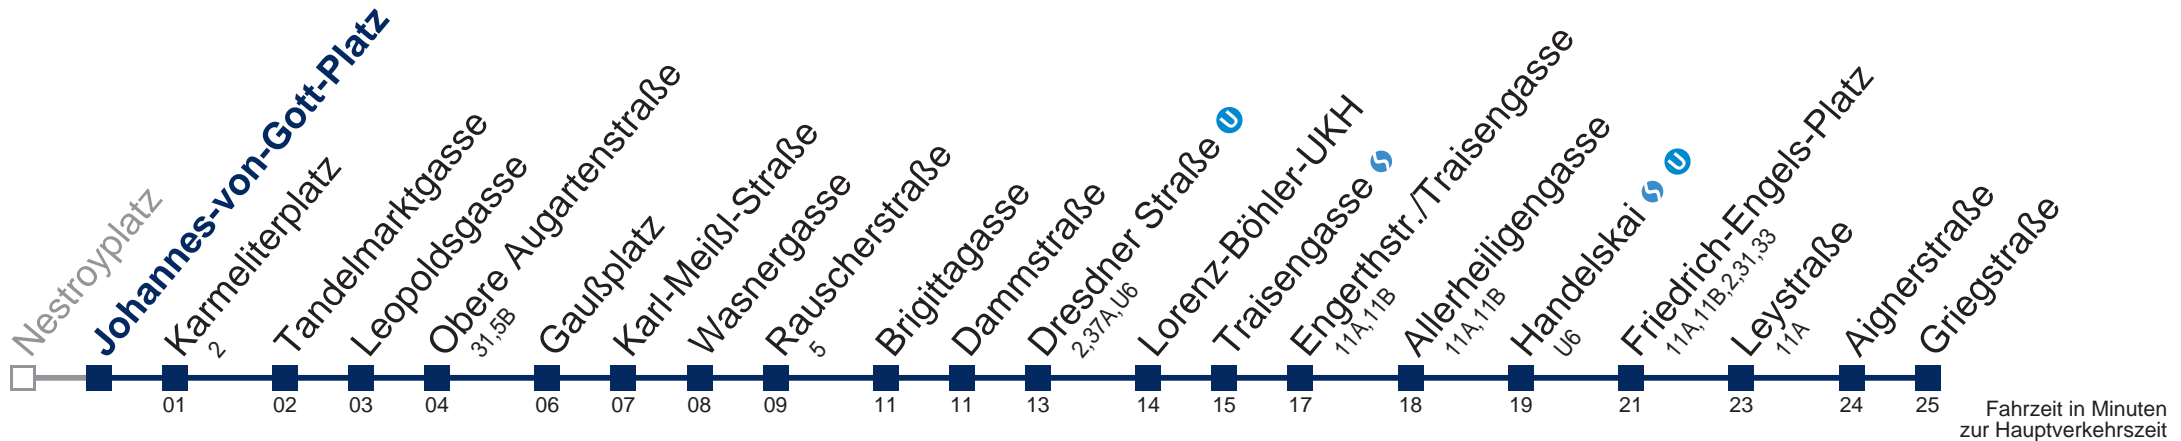 Nestroyplatz
Johannes-von-Gott-Platz
Karmeliterplatz
2
Tandelmarktgasse
Leopoldsgasse
Obere Augartenstraße
31,5B
Gaußplatz
Karl-Meißl-Straße
Wasnergasse
Rauscherstraße
5
Brigittagasse
Dammstraße
Dresdner Straße U
2,37A,U6
Lorenz-Böhler-UKH
Traisengasse S
Engerthstr./Traisengasse
11A,11B
Allerheiligengasse
11A,11B
Handelskai S U
U6
Friedrich-Engels-Platz
11A,11B,2,31,33
Leystraße
11A
Aignerstraße
Griegstraße
01 02 03 04 06 07 08 09 11 11 13 14 15 17 18 19 21 23 24 25
Fahrzeit in Minuten
zur Hauptverkehrszeit